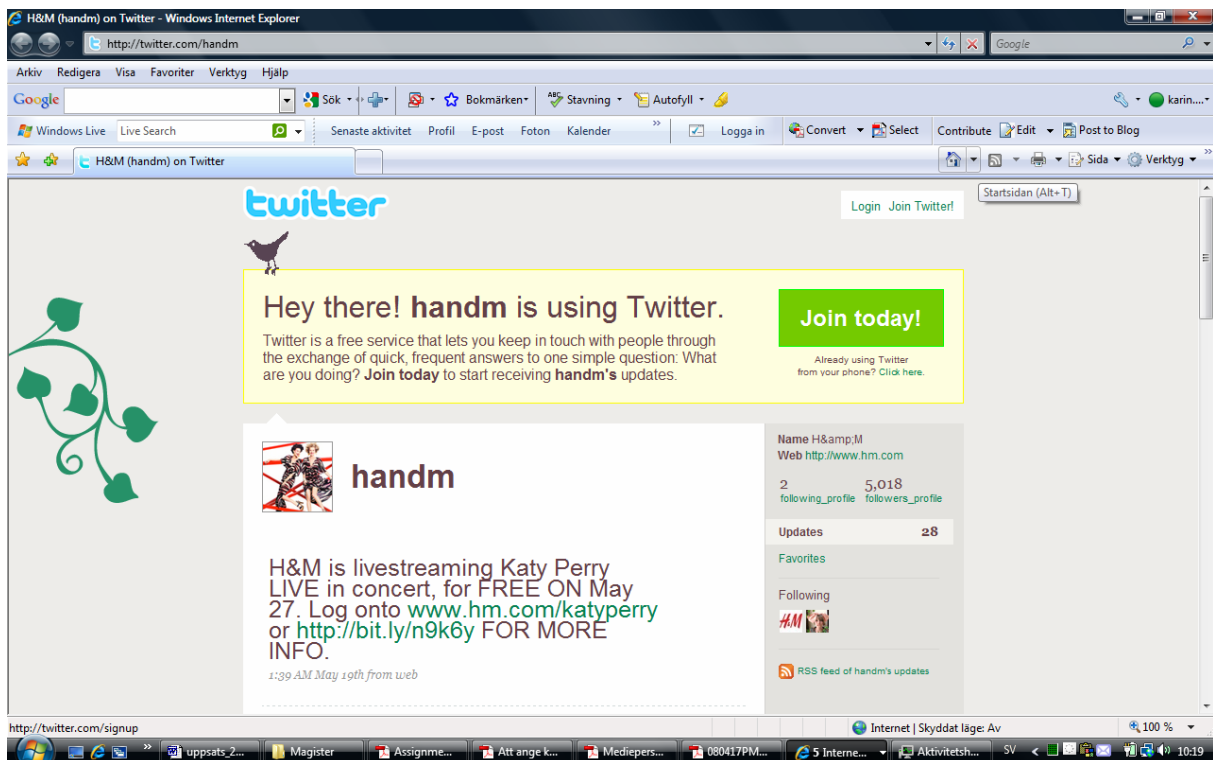 H&M (handm) on Twitter - Windows Internet Explorer
http://twitter.com/handm
Google
Arkiv Redigera Visa Favoriter Verktyg Hjälp
Google Sök Bokmärken ABC Stavning Autofyll karin....
Windows Live Live Search Senaste aktivitet Profil E-post Foton Kalender » Logga in Convert Select Contribute Edit Post to Blog
H&M (handm) on Twitter Sida Verktyg »
Startsidan (Alt+T)
twitter
Login Join Twitter!
Hey there! handm is using Twitter.
Twitter is a free service that lets you keep in touch with people through
the exchange of quick, frequent answers to one simple question: What
are you doing? Join today to start receiving handm's updates.
Join today!
Already using Twitter
from your phone? Click here.
handm
H&M is livestreaming Katy Perry
LIVE in concert, for FREE ON May
27. Log onto www.hm.com/katyperry
or http://bit.ly/n9k6y FOR MORE
INFO.
1:39 AM May 19th from web
Name H&amp;M
Web http://www.hm.com
2 5,018
following_profile followers_profile
Updates 28
Favorites
Following
H&M
RSS feed of handm's updates
http://twitter.com/signup
Internet | Skyddat läge: Av
100 %
» uppsats_2... Magister Assignme... Att ange k... Mediepers... 080417PM... 5 Interne... Aktivitetsh... SV < 10:19